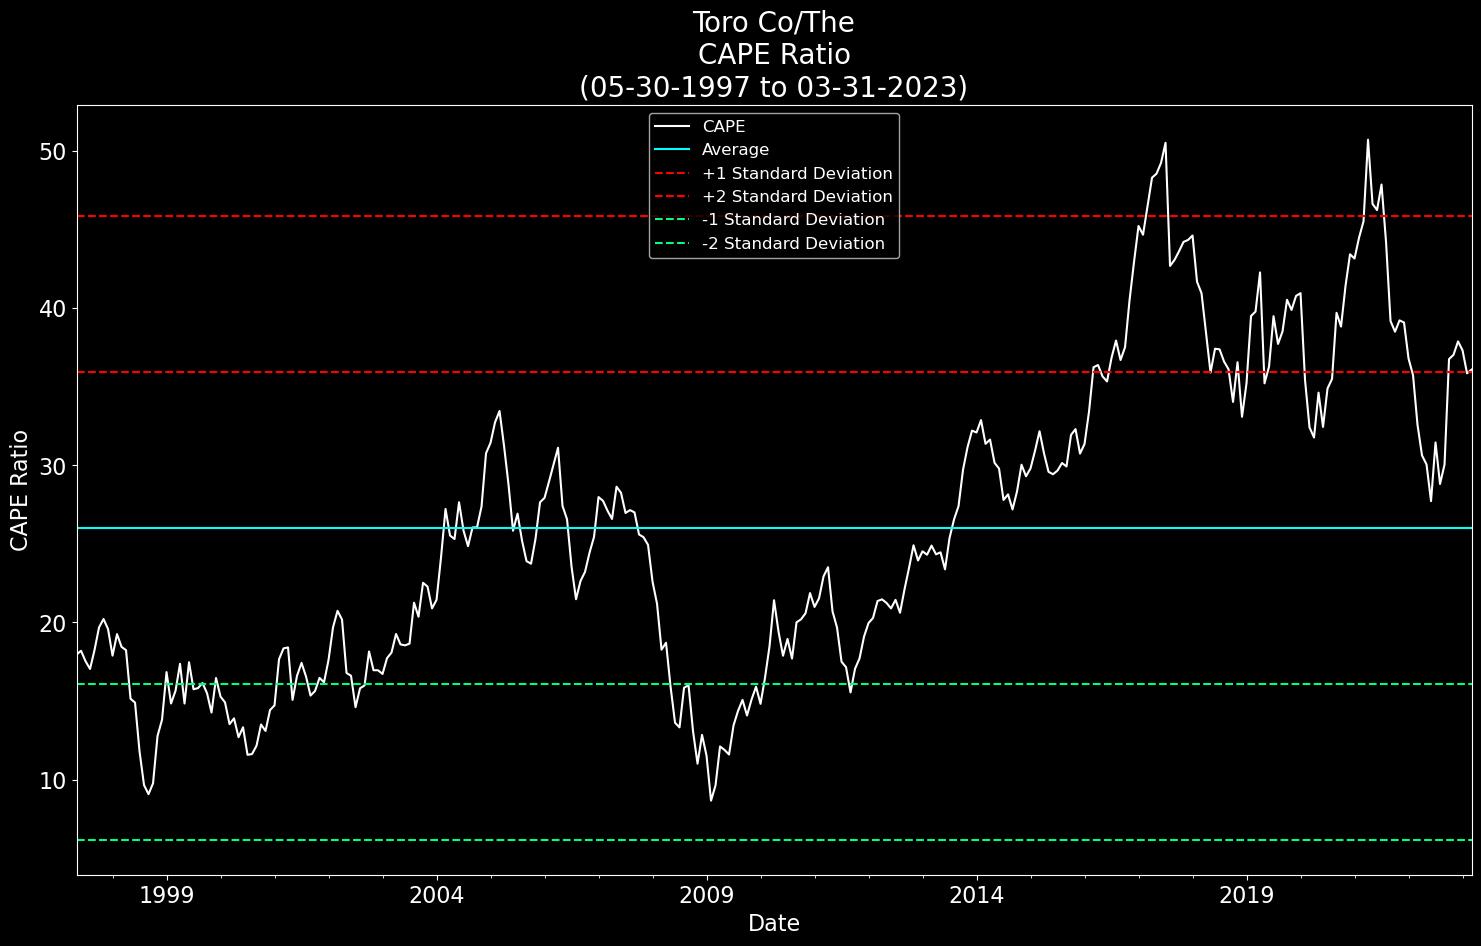 Toro Co/The
CAPE Ratio
(05-30-1997 to 03-31-2023)
CAPE
Average
+1 Standard Deviation
+2 Standard Deviation
-1 Standard Deviation
-2 Standard Deviation
50
40
30
20
10
CAPE Ratio
1999
2004
2009
2014
2019
Date